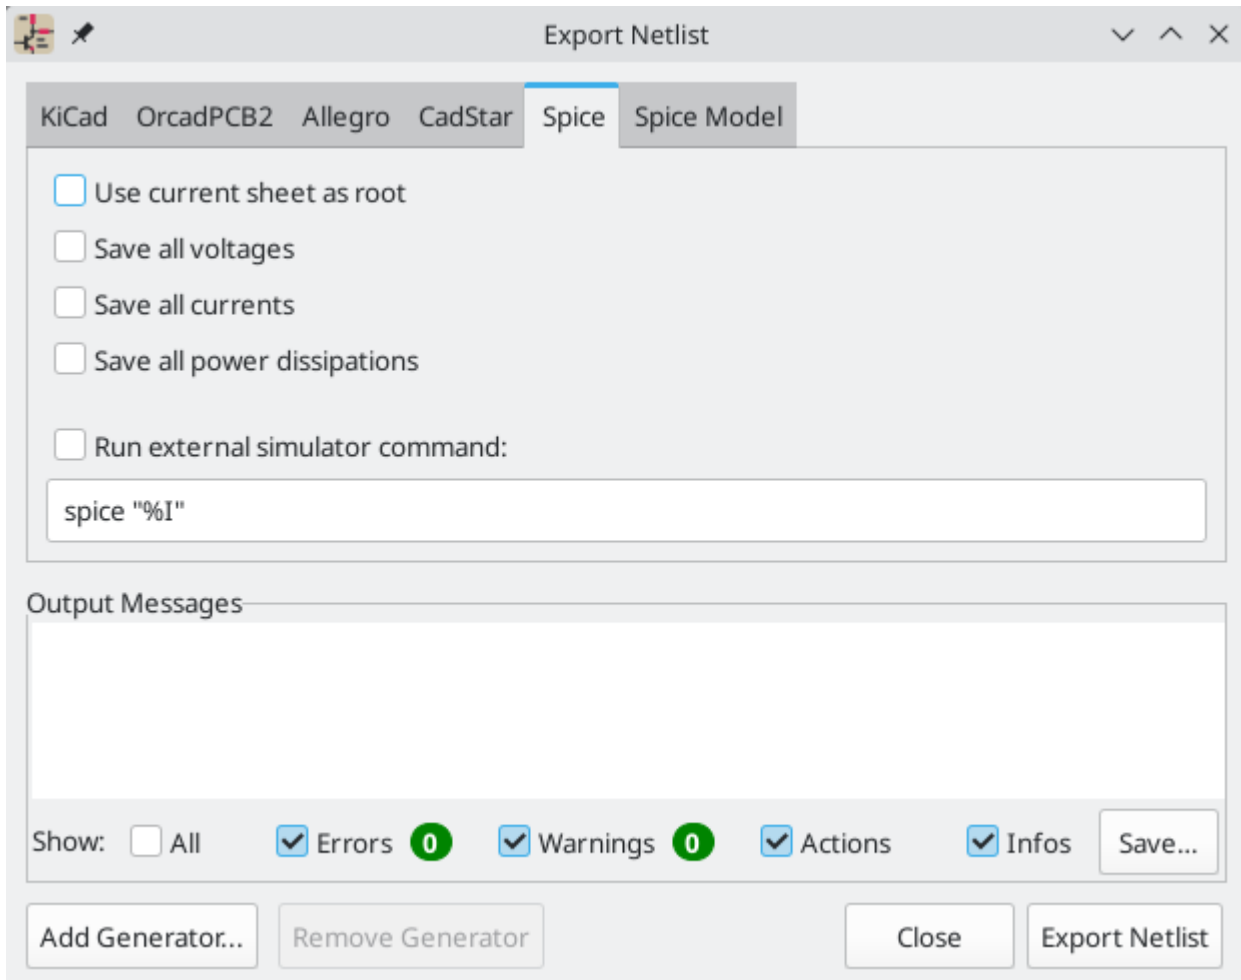 Export Netlist
KiCad OrcadPCB2 Allegro CadStar Spice Spice Model
Use current sheet as root
Save all voltages
Save all currents
Save all power dissipations
Run external simulator command:
spice "%I"
Output Messages
Show: All Errors 0 Warnings 0 Actions Infos Save...
Add Generator... Remove Generator Close Export Netlist